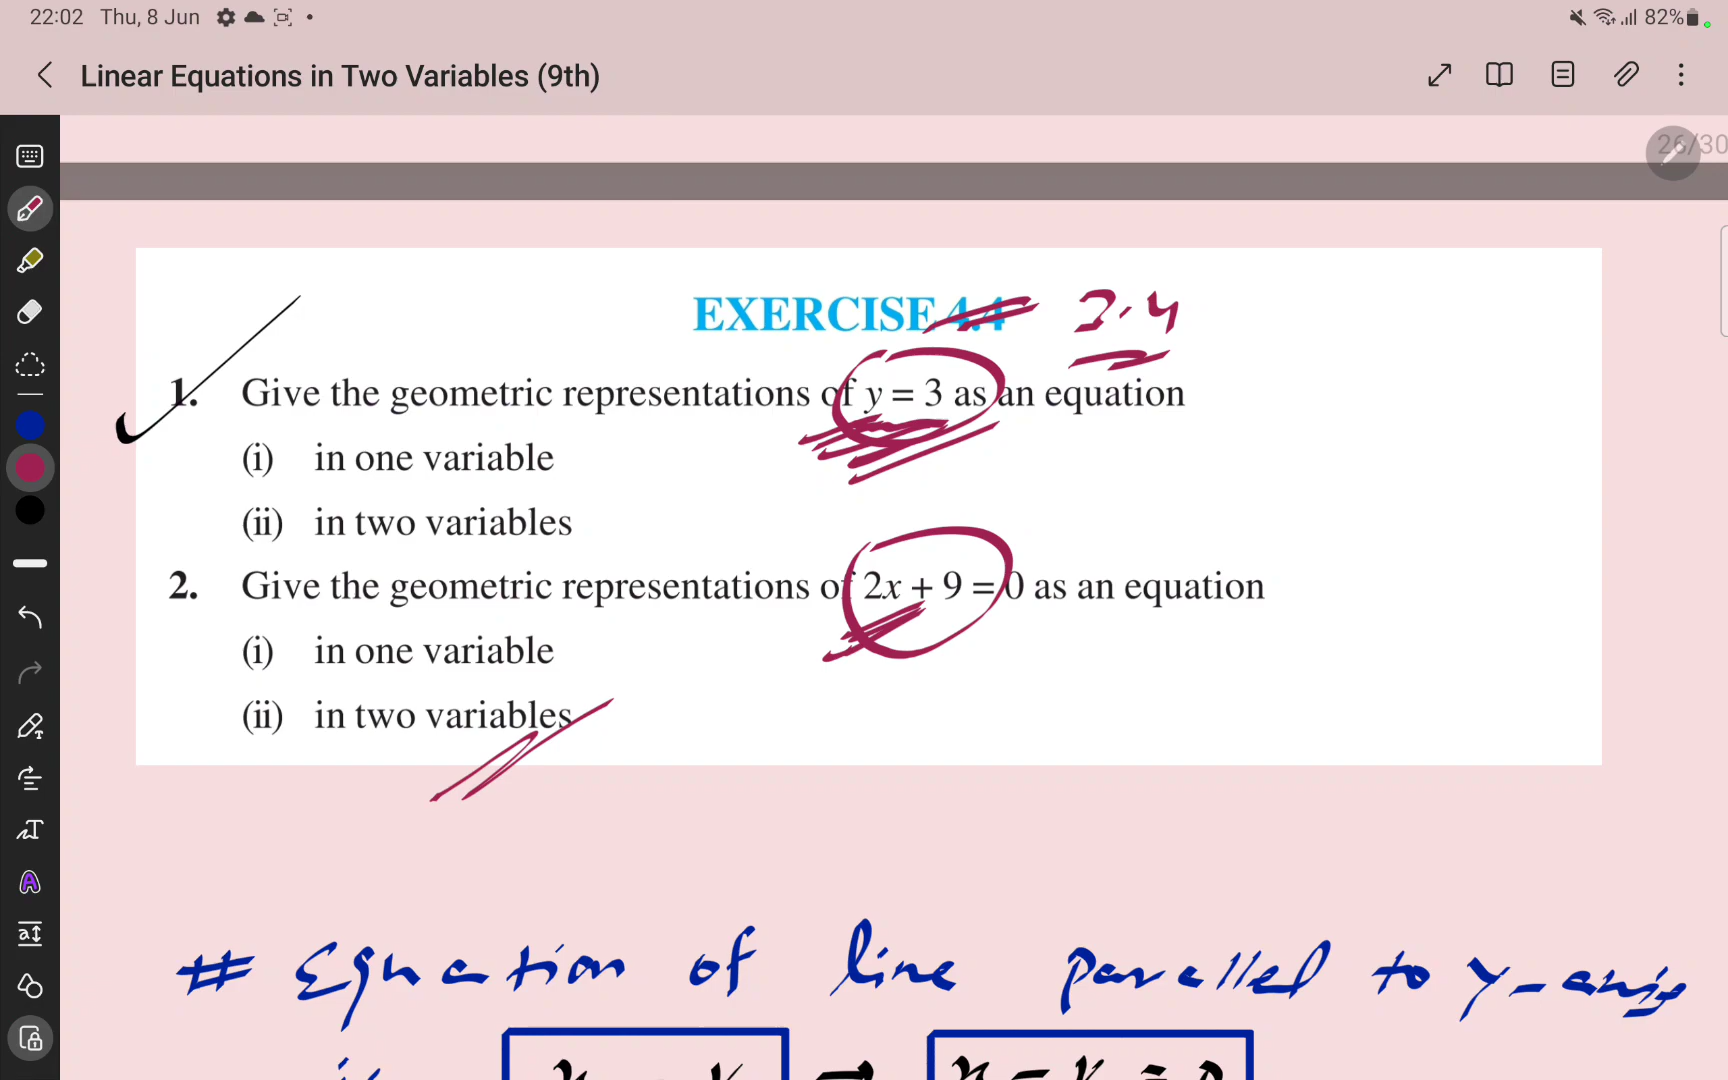 22:02 Thu, 8 Jun 82%
Linear Equations in Two Variables (9th)
26/30
EXERCISE 4.4 3.4
1. Give the geometric representations of y = 3 as an equation
(i) in one variable
(ii) in two variables
2. Give the geometric representations of 2x + 9 = 0 as an equation
(i) in one variable
(ii) in two variables
# Equation of line parallel to y-axis